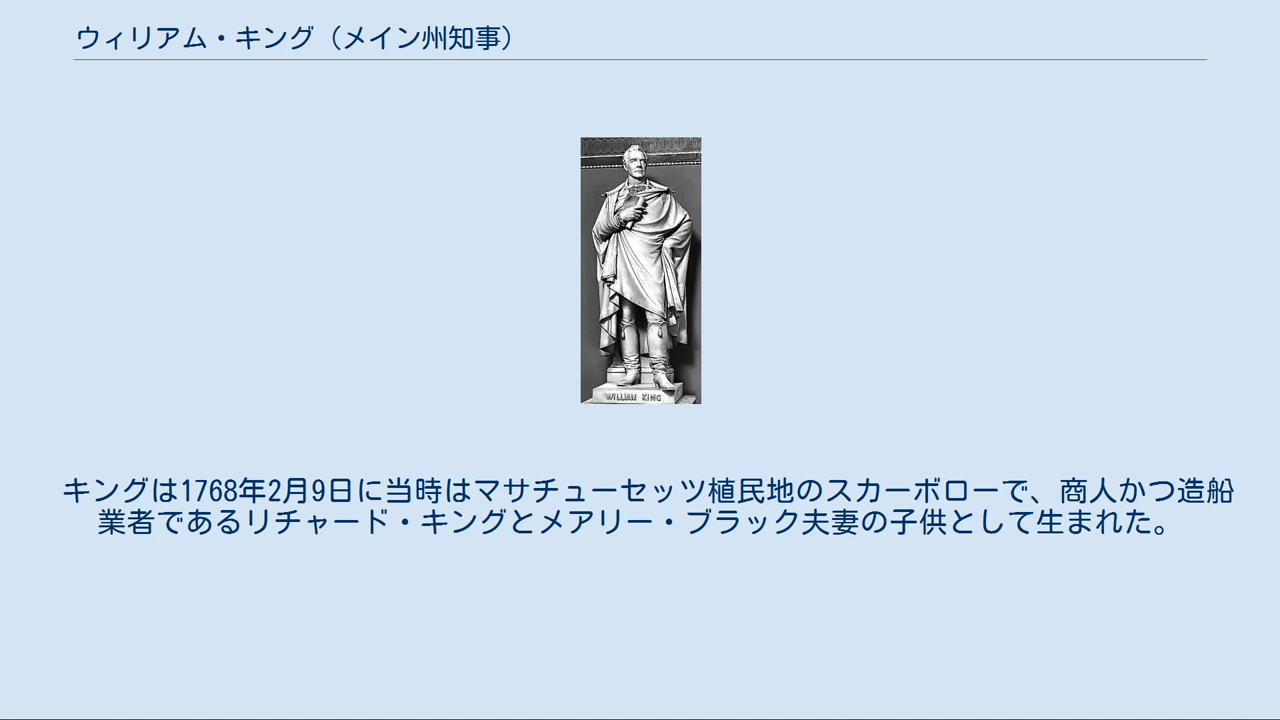 ウィリアム・キング（メイン州知事）
WILLIAM KING
キングは1768年2月9日に当時はマサチューセッツ植民地のスカーボローで、商人かつ造船
業者であるリチャード・キングとメアリー・ブラック夫妻の子供として生まれた。